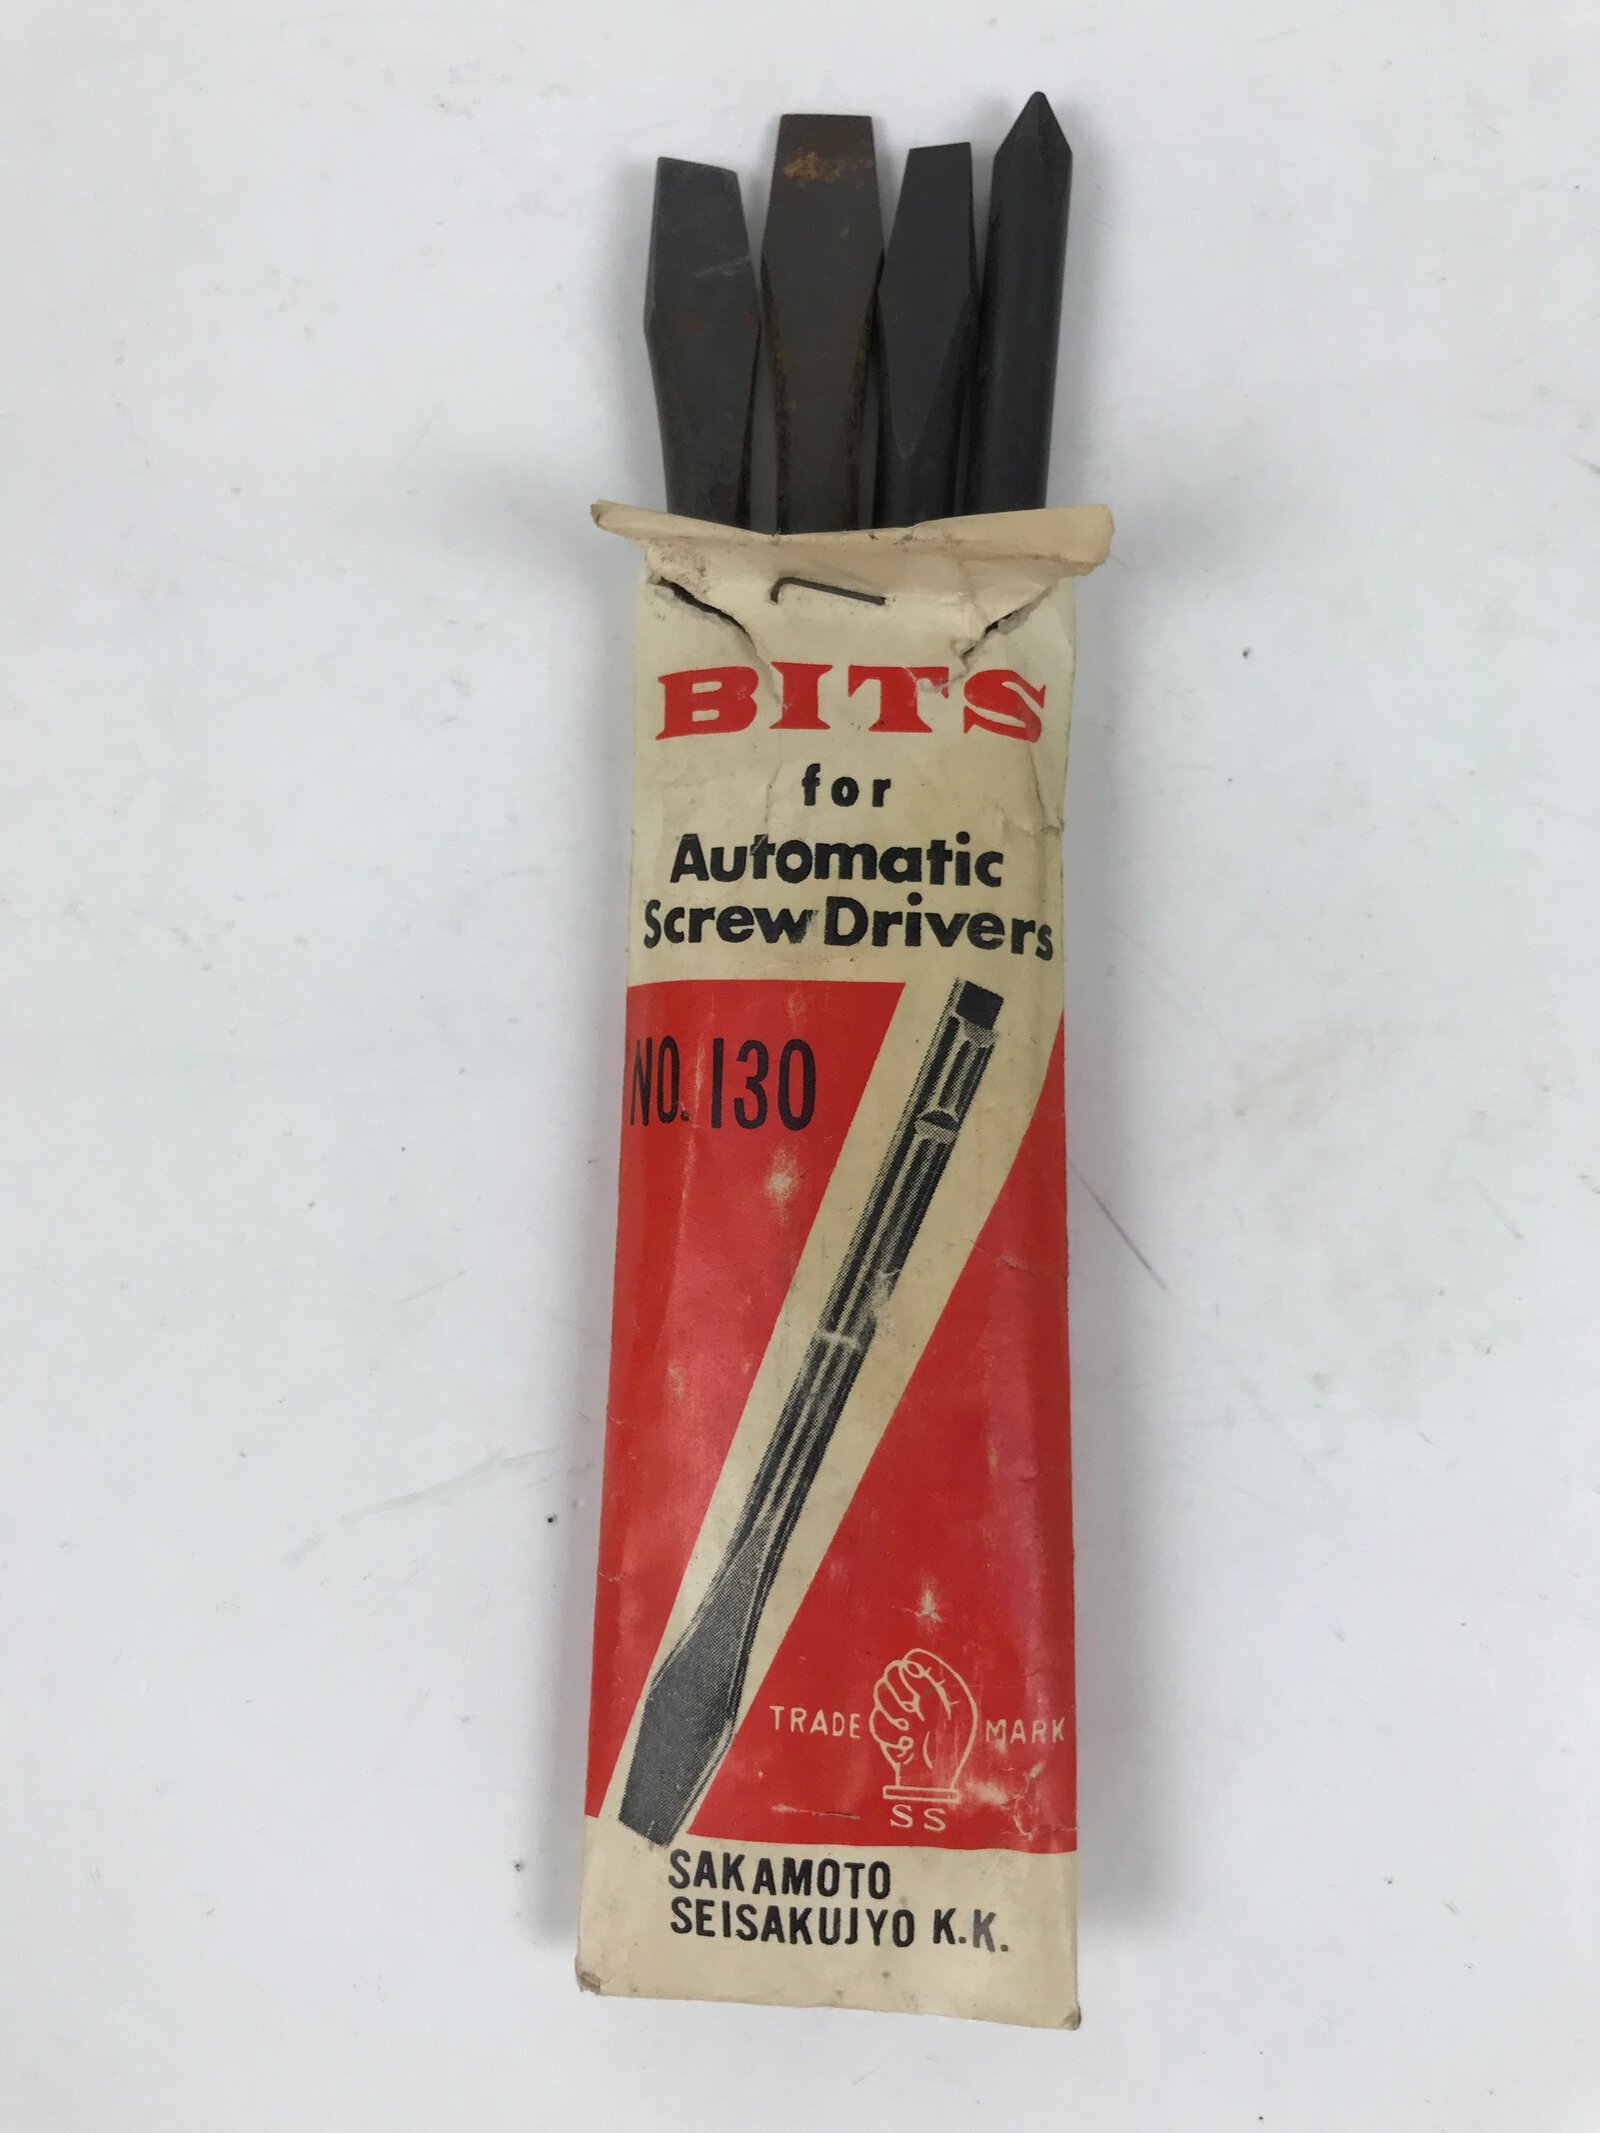 BITS
for
Automatic
Screw Drivers
NO. 130
TRADE MARK
SS
SAKAMOTO
SEISAKUJYO K.K.